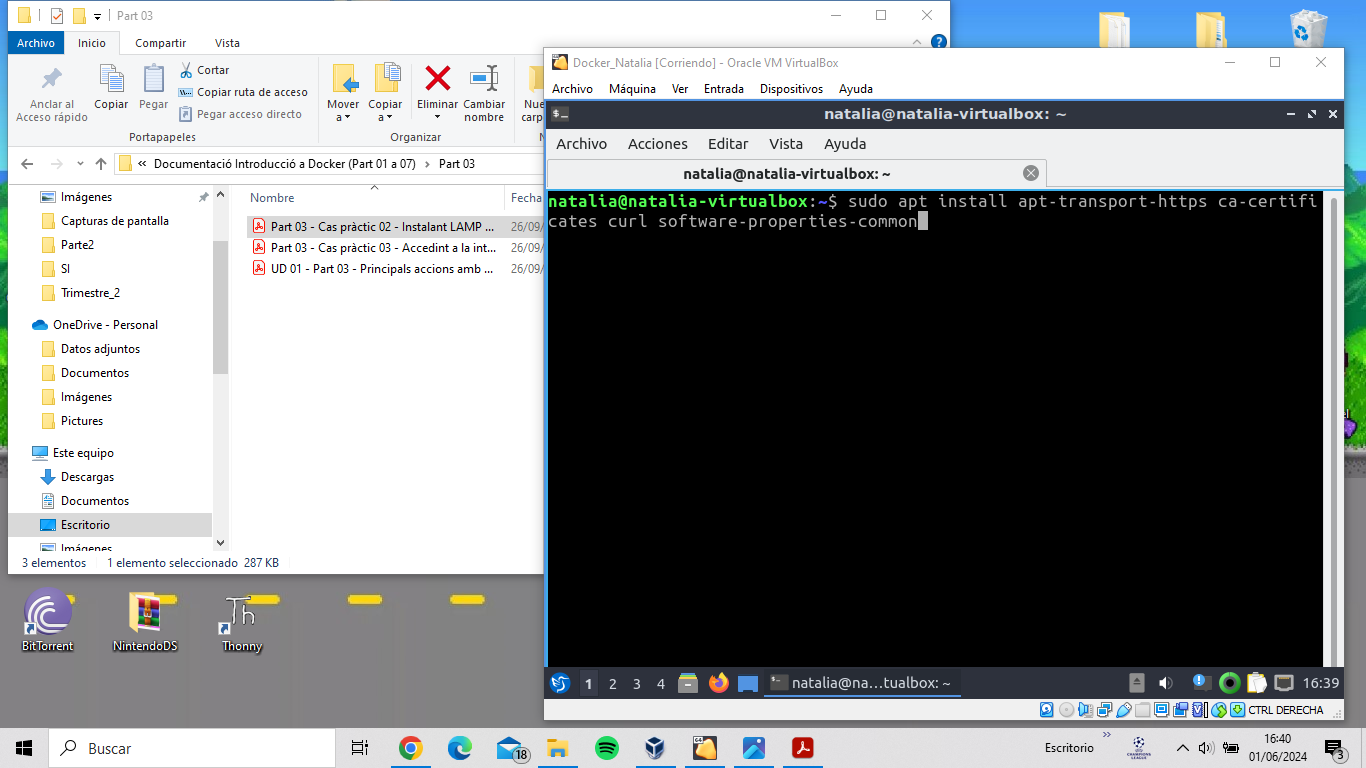 Part 03
Archivo
Inicio
Compartir
Vista
Anclar al
Acceso rápido
Copiar
Pegar
Cortar
Copiar ruta de acceso
Pegar acceso directo
Portapapeles
Mover
a
Copiar
a
Eliminar
Cambiar
nombre
Organizar
Nue
carp
« Documentació Introducció a Docker (Part 01 a 07) > Part 03
Imágenes
Capturas de pantalla
Parte2
SI
Trimestre_2
OneDrive - Personal
Datos adjuntos
Documentos
Imágenes
Pictures
Este equipo
Descargas
Documentos
Escritorio
Imágenes
Nombre
Fecha
Part 03 - Cas pràctic 02 - Instalant LAMP ...
26/09/
Part 03 - Cas pràctic 03 - Accedint a la int...
26/09/
UD 01 - Part 03 - Principals accions amb ...
26/09/
3 elementos
1 elemento seleccionado 287 KB
Docker_Natalia [Corriendo] - Oracle VM VirtualBox
Archivo Máquina Ver Entrada Dispositivos Ayuda
natalia@natalia-virtualbox: ~
Archivo Acciones Editar Vista Ayuda
natalia@natalia-virtualbox: ~
natalia@natalia-virtualbox:~$ sudo apt install apt-transport-https ca-certifi
cates curl software-properties-common
1 2 3 4
natalia@na...tualbox: ~
16:39
CTRL DERECHA
BitTorrent
NintendoDS
Th
Thonny
Buscar
18
64
Escritorio
»
16:40
01/06/2024
3